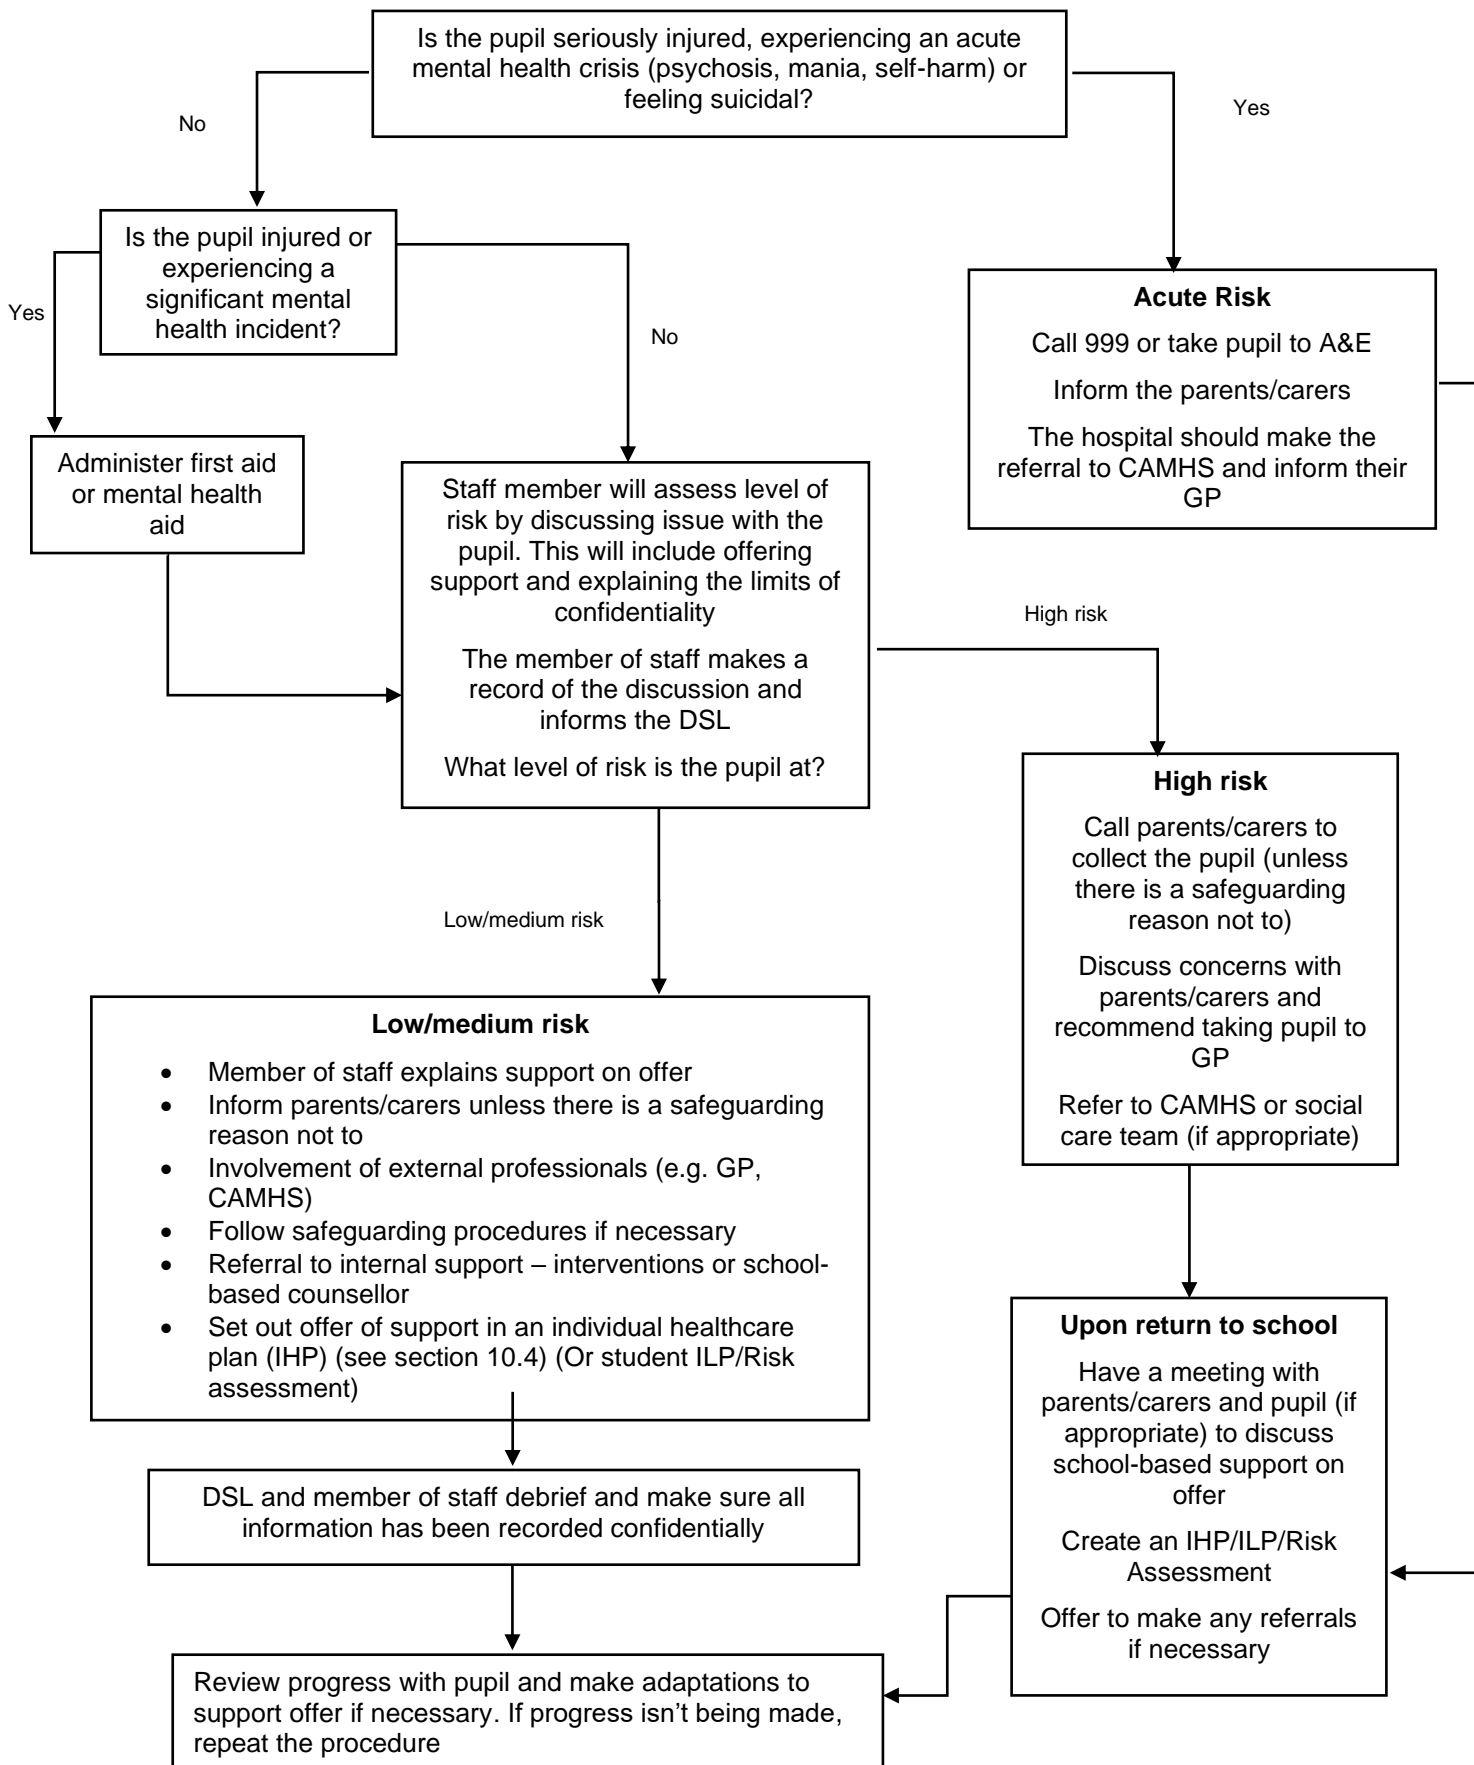 Is the pupil seriously injured, experiencing an acute
mental health crisis (psychosis, mania, self-harm) or
feeling suicidal?
No
Yes
Is the pupil injured or
experiencing a
significant mental
health incident?
Yes
No
Acute Risk
Call 999 or take pupil to A&E
Inform the parents/carers
The hospital should make the
referral to CAMHS and inform their
GP
Administer first aid
or mental health
aid
Staff member will assess level of
risk by discussing issue with the
pupil. This will include offering
support and explaining the limits of
confidentiality
The member of staff makes a
record of the discussion and
informs the DSL
What level of risk is the pupil at?
High risk
High risk
Call parents/carers to
collect the pupil (unless
there is a safeguarding
reason not to)
Discuss concerns with
parents/carers and
recommend taking pupil to
GP
Refer to CAMHS or social
care team (if appropriate)
Low/medium risk
Low/medium risk
• Member of staff explains support on offer
• Inform parents/carers unless there is a safeguarding
reason not to
• Involvement of external professionals (e.g. GP,
CAMHS)
• Follow safeguarding procedures if necessary
• Referral to internal support – interventions or school-
based counsellor
• Set out offer of support in an individual healthcare
plan (IHP) (see section 10.4) (Or student ILP/Risk
assessment)
Upon return to school
Have a meeting with
parents/carers and pupil (if
appropriate) to discuss
school-based support on
offer
Create an IHP/ILP/Risk
Assessment
Offer to make any referrals
if necessary
DSL and member of staff debrief and make sure all
information has been recorded confidentially
Review progress with pupil and make adaptations to
support offer if necessary. If progress isn't being made,
repeat the procedure